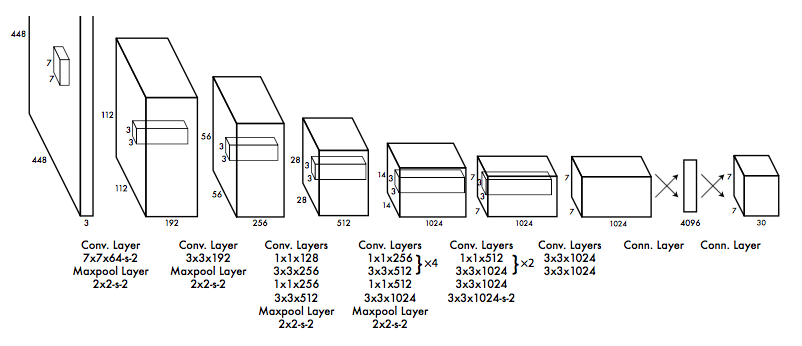 448
7
7
448
3
112
3
3
112
192
56
3
3
56
256
28
3
3
28
512
14
3
3
14
1024
7
3
3
7
1024
7
7
1024
4096
7
7
30
Conv. Layer
7x7x64-s-2
Maxpool Layer
2x2-s-2
Conv. Layer
3x3x192
Maxpool Layer
2x2-s-2
Conv. Layers
1x1x128
3x3x256
1x1x256
3x3x512
Maxpool Layer
2x2-s-2
Conv. Layers
1x1x256
3x3x512
}×4
1x1x512
3x3x1024
Maxpool Layer
2x2-s-2
Conv. Layers
1x1x512
3x3x1024
}×2
3x3x1024
3x3x1024-s-2
Conv. Layers
3x3x1024
3x3x1024
Conn. Layer
Conn. Layer